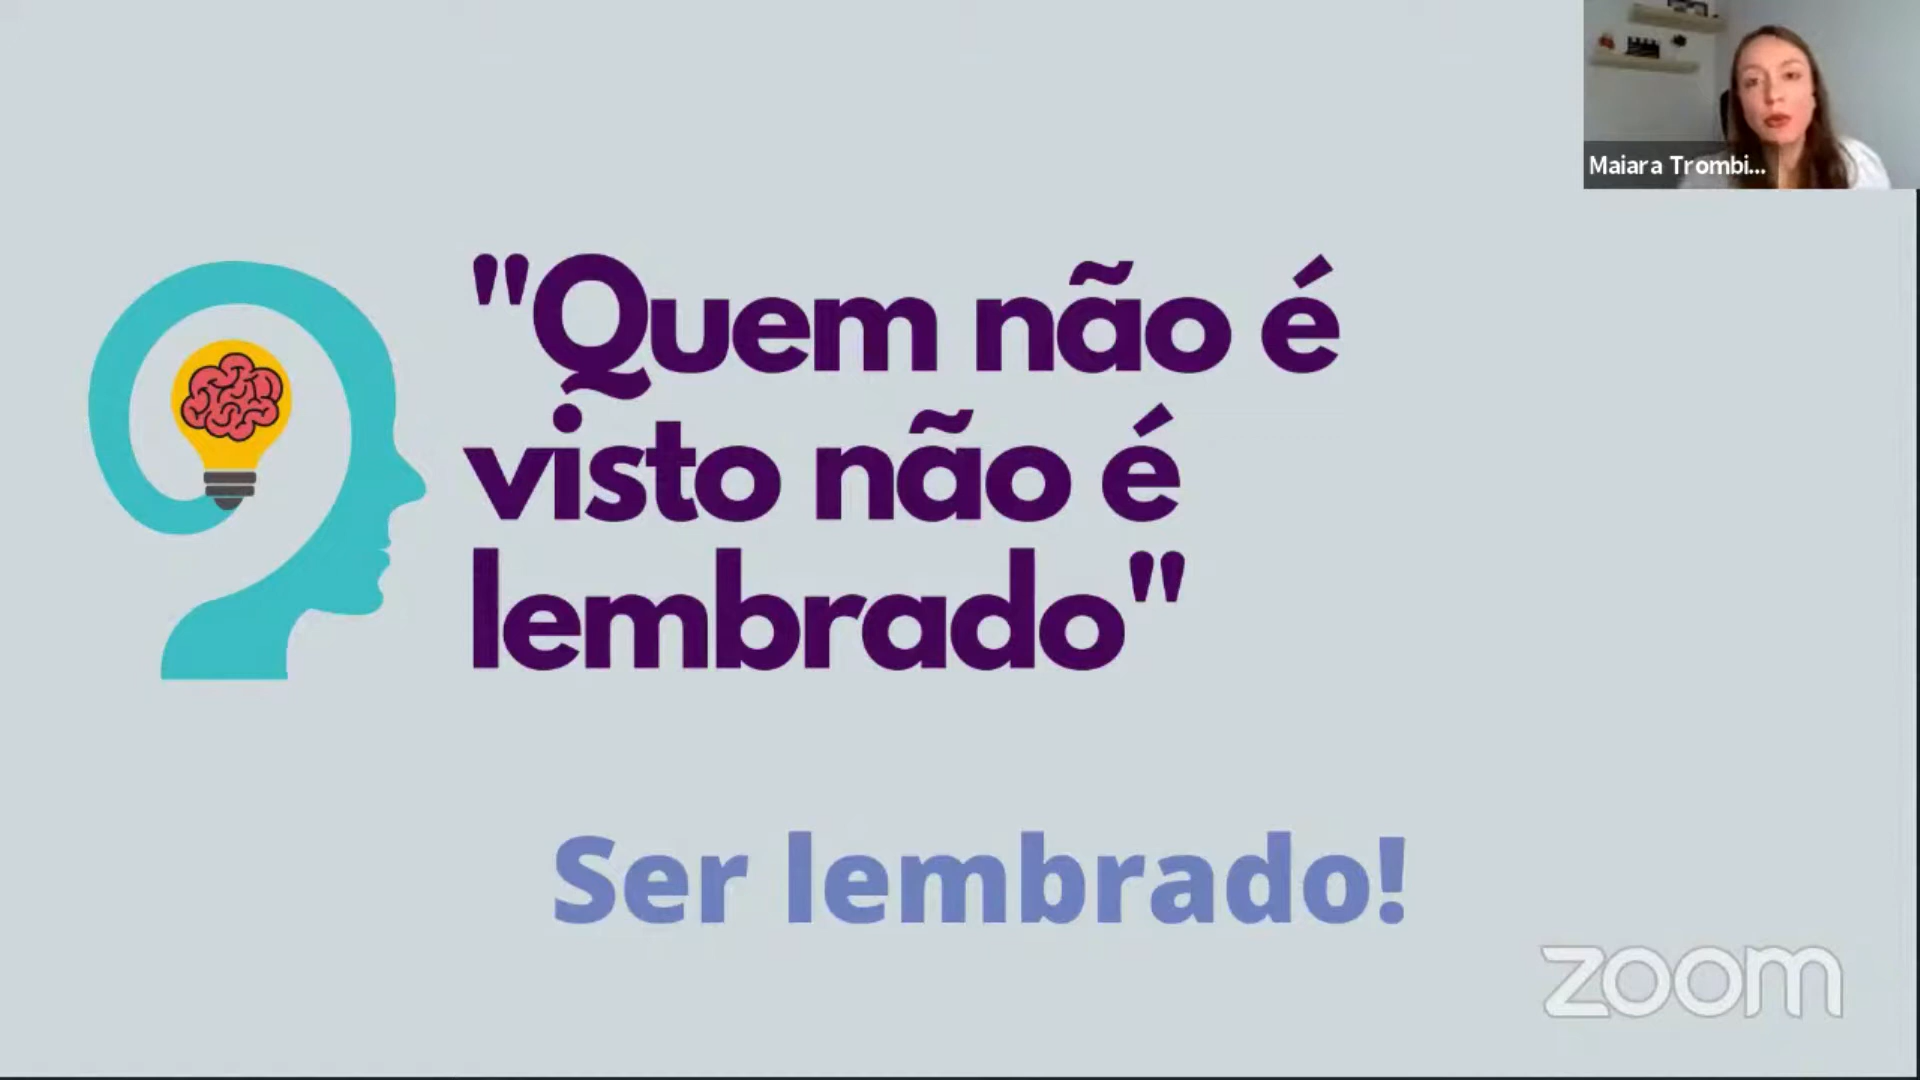 Maiara Trombi...
"Quem não é
visto não é
lembrado"
Ser lembrado!
zoom